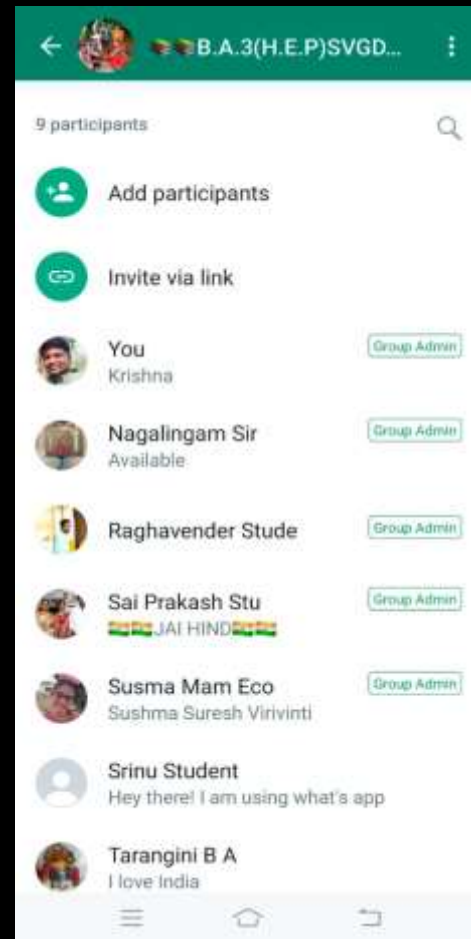 B.A.3(H.E.P)SVGD...
9 participants
Add participants
Invite via link
You
Group Admin
Krishna
Nagalingam Sir
Group Admin
Available
Raghavender Stude
Group Admin
Sai Prakash Stu
Group Admin
JAI HIND
Susma Mam Eco
Group Admin
Sushma Suresh Virivinti
Srinu Student
Hey there! I am using what's app
Tarangini B A
I love India